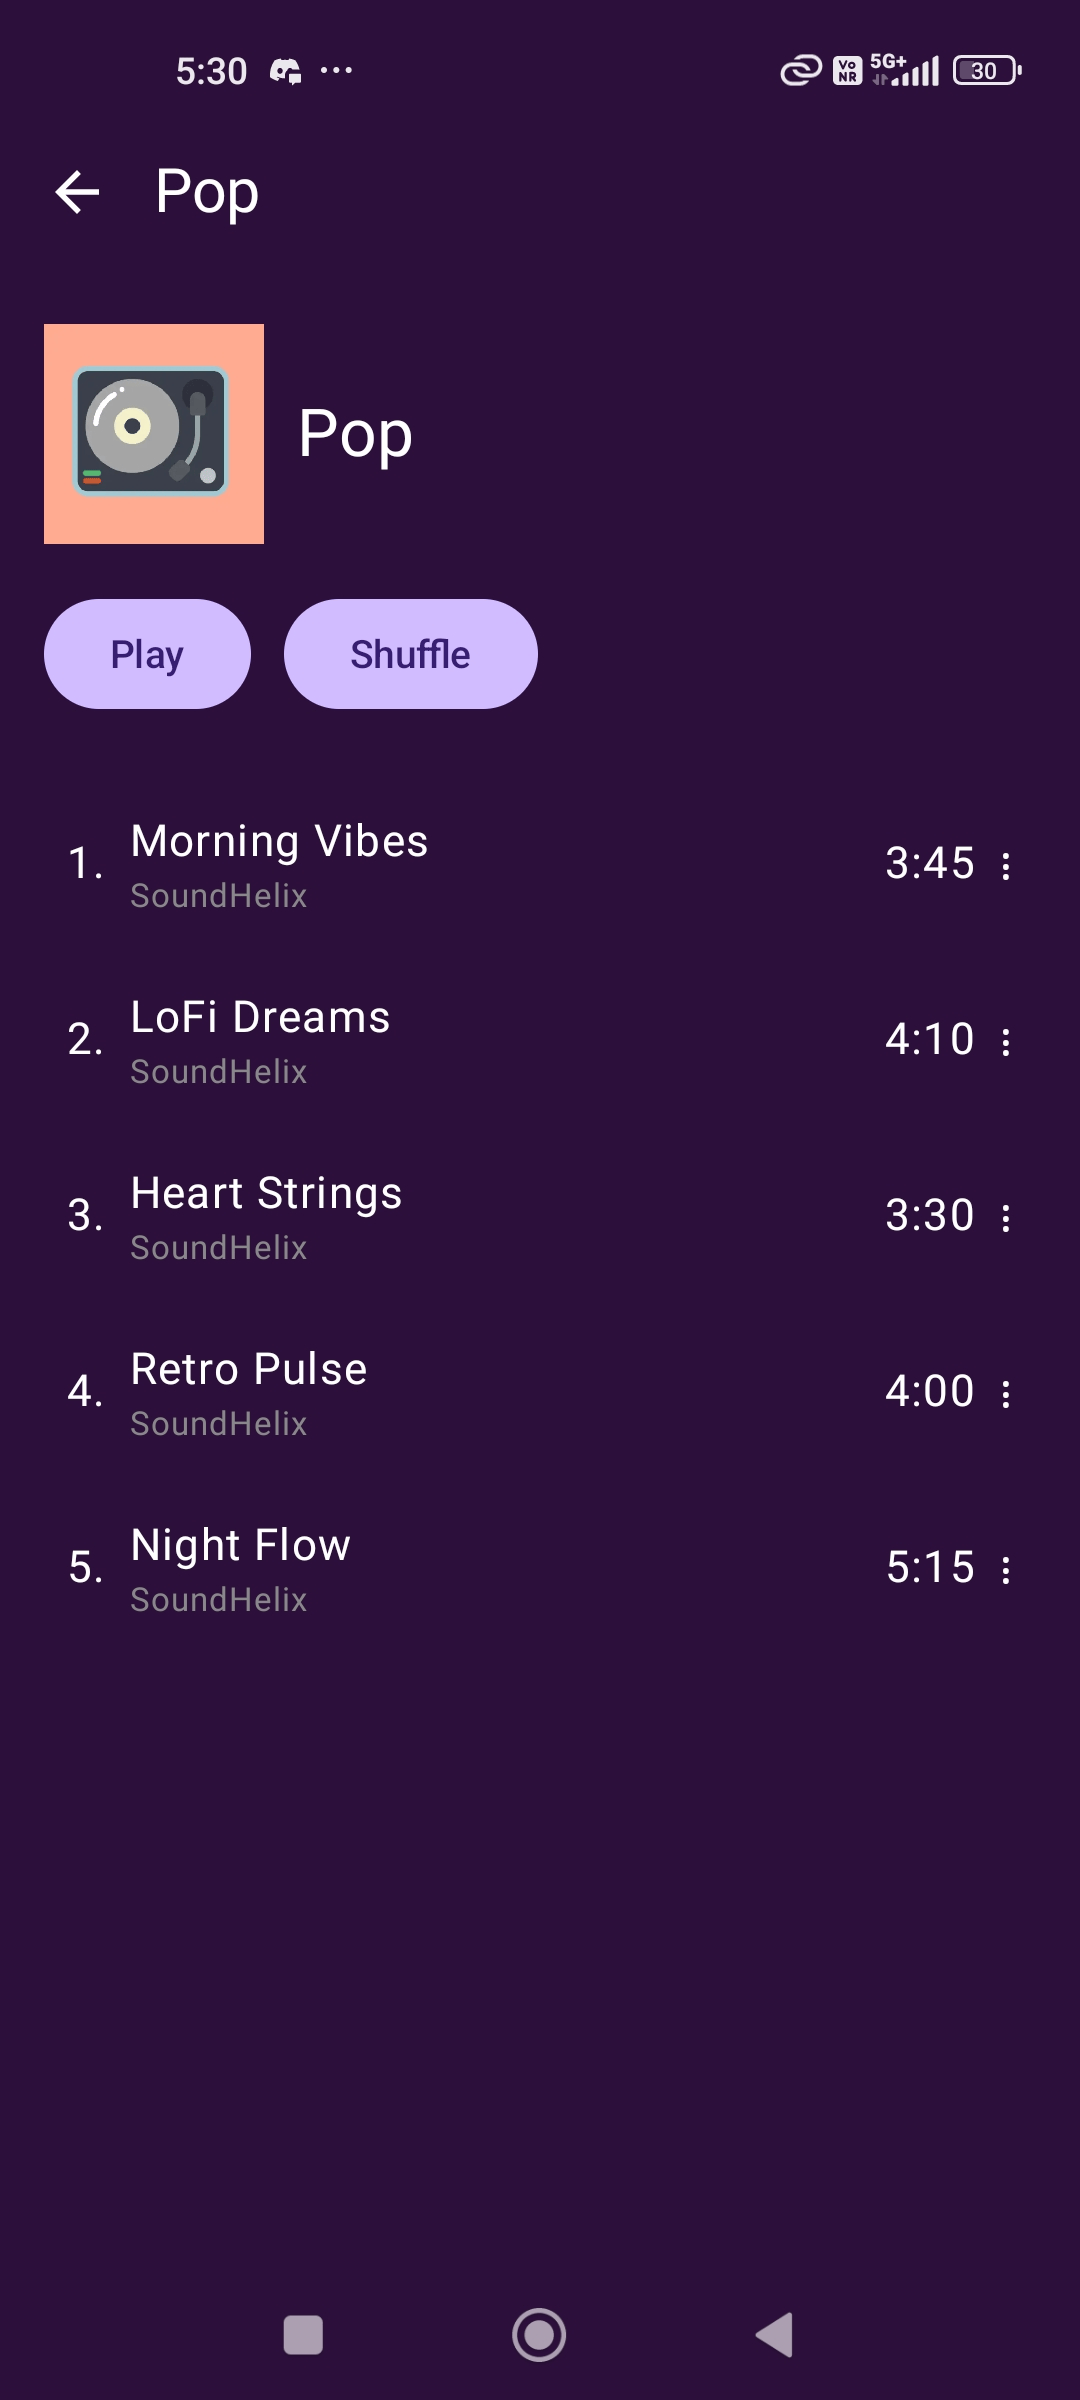 5:30
Vo NR 5G+ 30
Pop
Pop
Play Shuffle
1. Morning Vibes 3:45
SoundHelix
2. LoFi Dreams 4:10
SoundHelix
3. Heart Strings 3:30
SoundHelix
4. Retro Pulse 4:00
SoundHelix
5. Night Flow 5:15
SoundHelix